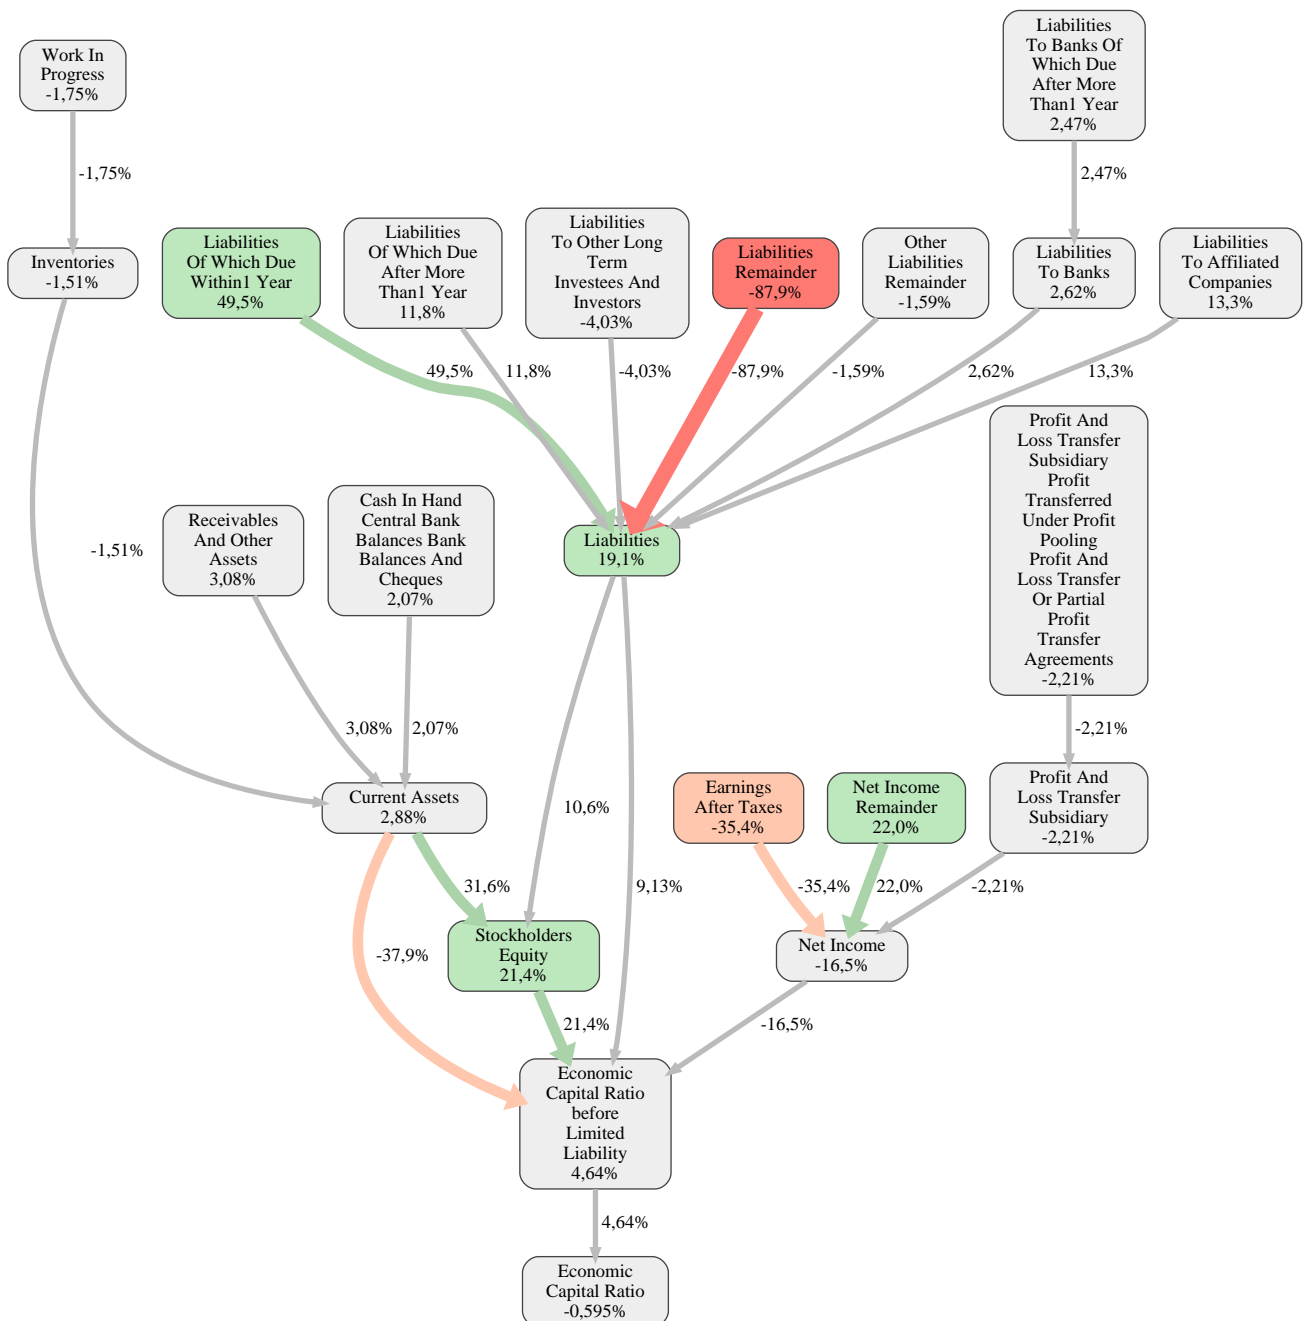 Liabilities
To Banks Of
Which Due
After More
Than1 Year
2,47%
Work In
Progress
-1,75%
-1,75%
2,47%
Inventories
-1,51%
Liabilities
Of Which Due
Within1 Year
49,5%
Liabilities
Of Which Due
After More
Than1 Year
11,8%
Liabilities
To Other Long
Term
Investees And
Investors
-4,03%
Liabilities
Remainder
-87,9%
Other
Liabilities
Remainder
-1,59%
Liabilities
To Banks
2,62%
Liabilities
To Affiliated
Companies
13,3%
49,5%
11,8%
-4,03%
-87,9%
-1,59%
2,62%
13,3%
Profit And
Loss Transfer
Subsidiary
Profit
Transferred
Under Profit
Pooling
Profit And
Loss Transfer
Or Partial
Profit
Transfer
Agreements
-2,21%
-1,51%
Receivables
And Other
Assets
3,08%
Cash In Hand
Central Bank
Balances Bank
Balances And
Cheques
2,07%
Liabilities
19,1%
3,08%
2,07%
-2,21%
Current Assets
2,88%
10,6%
Earnings
After Taxes
-35,4%
Net Income
Remainder
22,0%
Profit And
Loss Transfer
Subsidiary
-2,21%
31,6%
9,13%
-35,4%
22,0%
-2,21%
-37,9%
Stockholders
Equity
21,4%
Net Income
-16,5%
21,4%
-16,5%
Economic
Capital Ratio
before
Limited
Liability
4,64%
4,64%
Economic
Capital Ratio
-0,595%